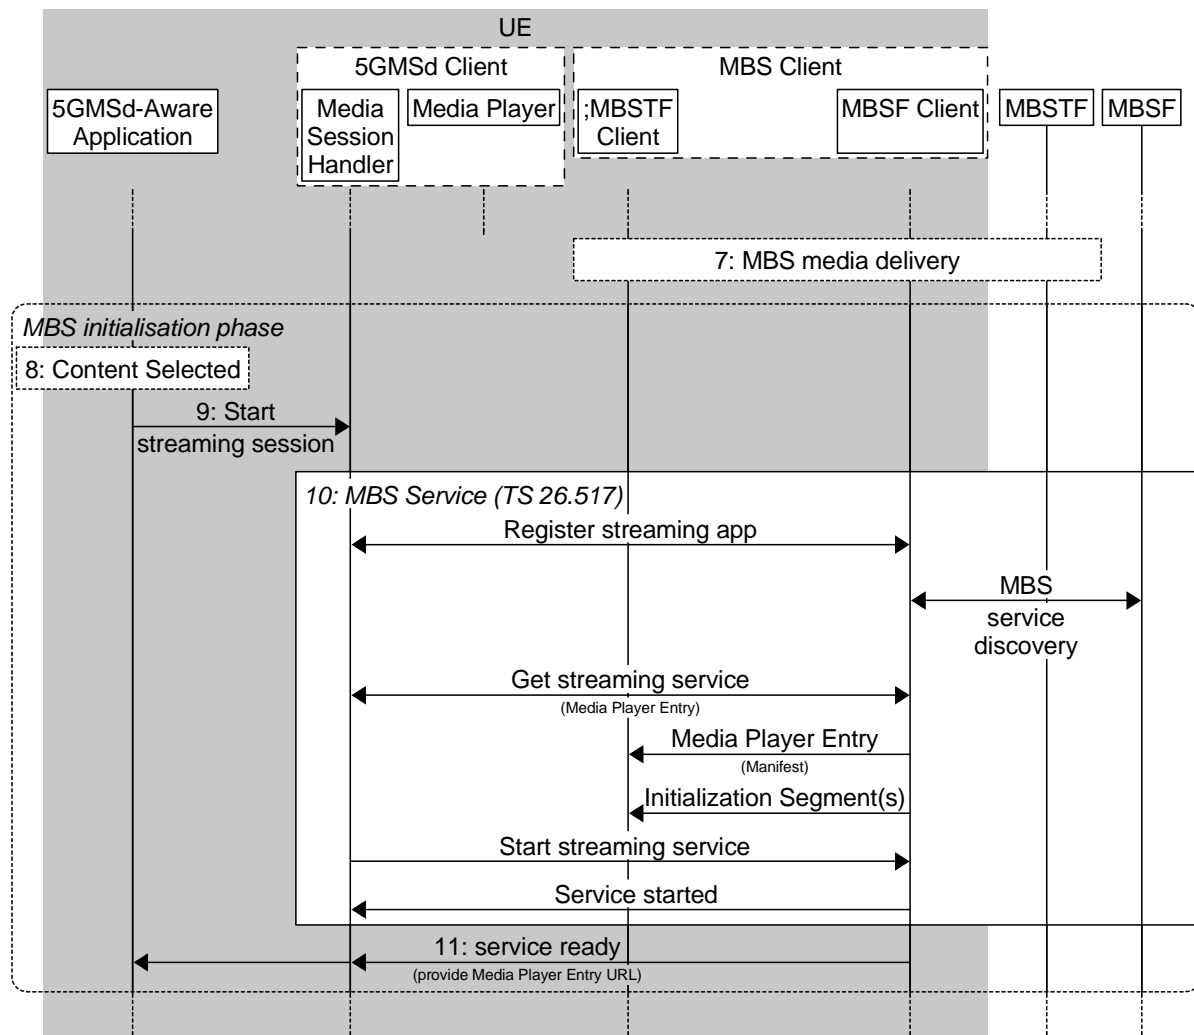 UE
5GMSd Client
MBS Client
5GMSd-Aware
Application
Media
Session
Handler
Media Player
;MBSTF
Client
MBSF Client
MBSTF
MBSF
7: MBS media delivery
MBS initialisation phase
8: Content Selected
9: Start
streaming session
10: MBS Service (TS 26.517)
Register streaming app
MBS
service
discovery
Get streaming service
(Media Player Entry)
Media Player Entry
(Manifest)
Initialization Segment(s)
Start streaming service
Service started
11: service ready
(provide Media Player Entry URL)